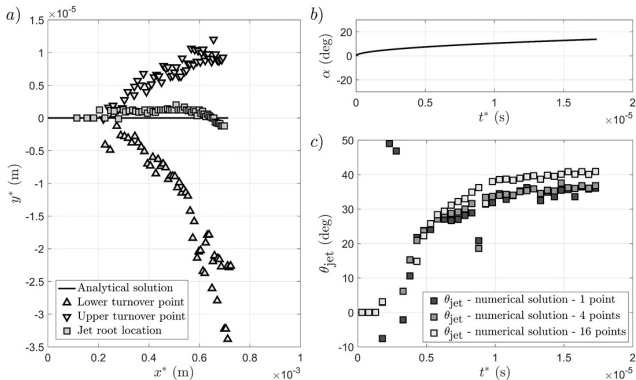 a)
×10⁻⁵
1.5
1
0.5
0
-0.5
-1
-1.5
-2
-2.5
-3
-3.5
y* (m)
Analytical solution
Lower turnover point
Upper turnover point
Jet root location
0 0.2 0.4 0.6 0.8 1
x* (m)
×10⁻³
b)
20
0
-20
α (deg)
0 0.5 1 1.5 2
t* (s)
×10⁻⁵
c)
50
40
30
20
10
0
-10
θjet (deg)
θjet - numerical solution - 1 point
θjet - numerical solution - 4 points
θjet - numerical solution - 16 points
0 0.5 1 1.5 2
t* (s)
×10⁻⁵